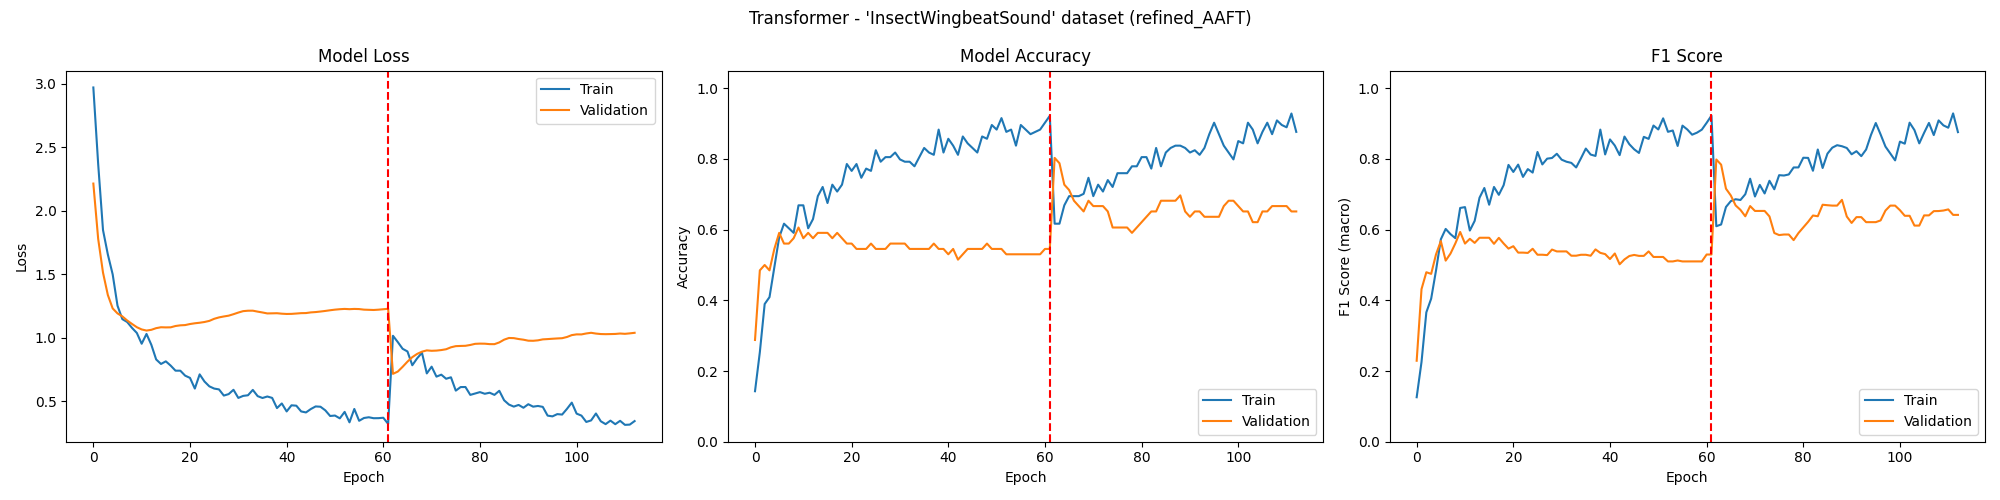 Transformer - 'InsectWingbeatSound' dataset (refined_AAFT)
Model Loss
3.0
2.5
2.0
1.5
1.0
0.5
Loss
0 20 40 60 80 100
Epoch
Train
Validation
Model Accuracy
1.0
0.8
0.6
0.4
0.2
0.0
Accuracy
0 20 40 60 80 100
Epoch
Train
Validation
F1 Score
1.0
0.8
0.6
0.4
0.2
0.0
F1 Score (macro)
0 20 40 60 80 100
Epoch
Train
Validation